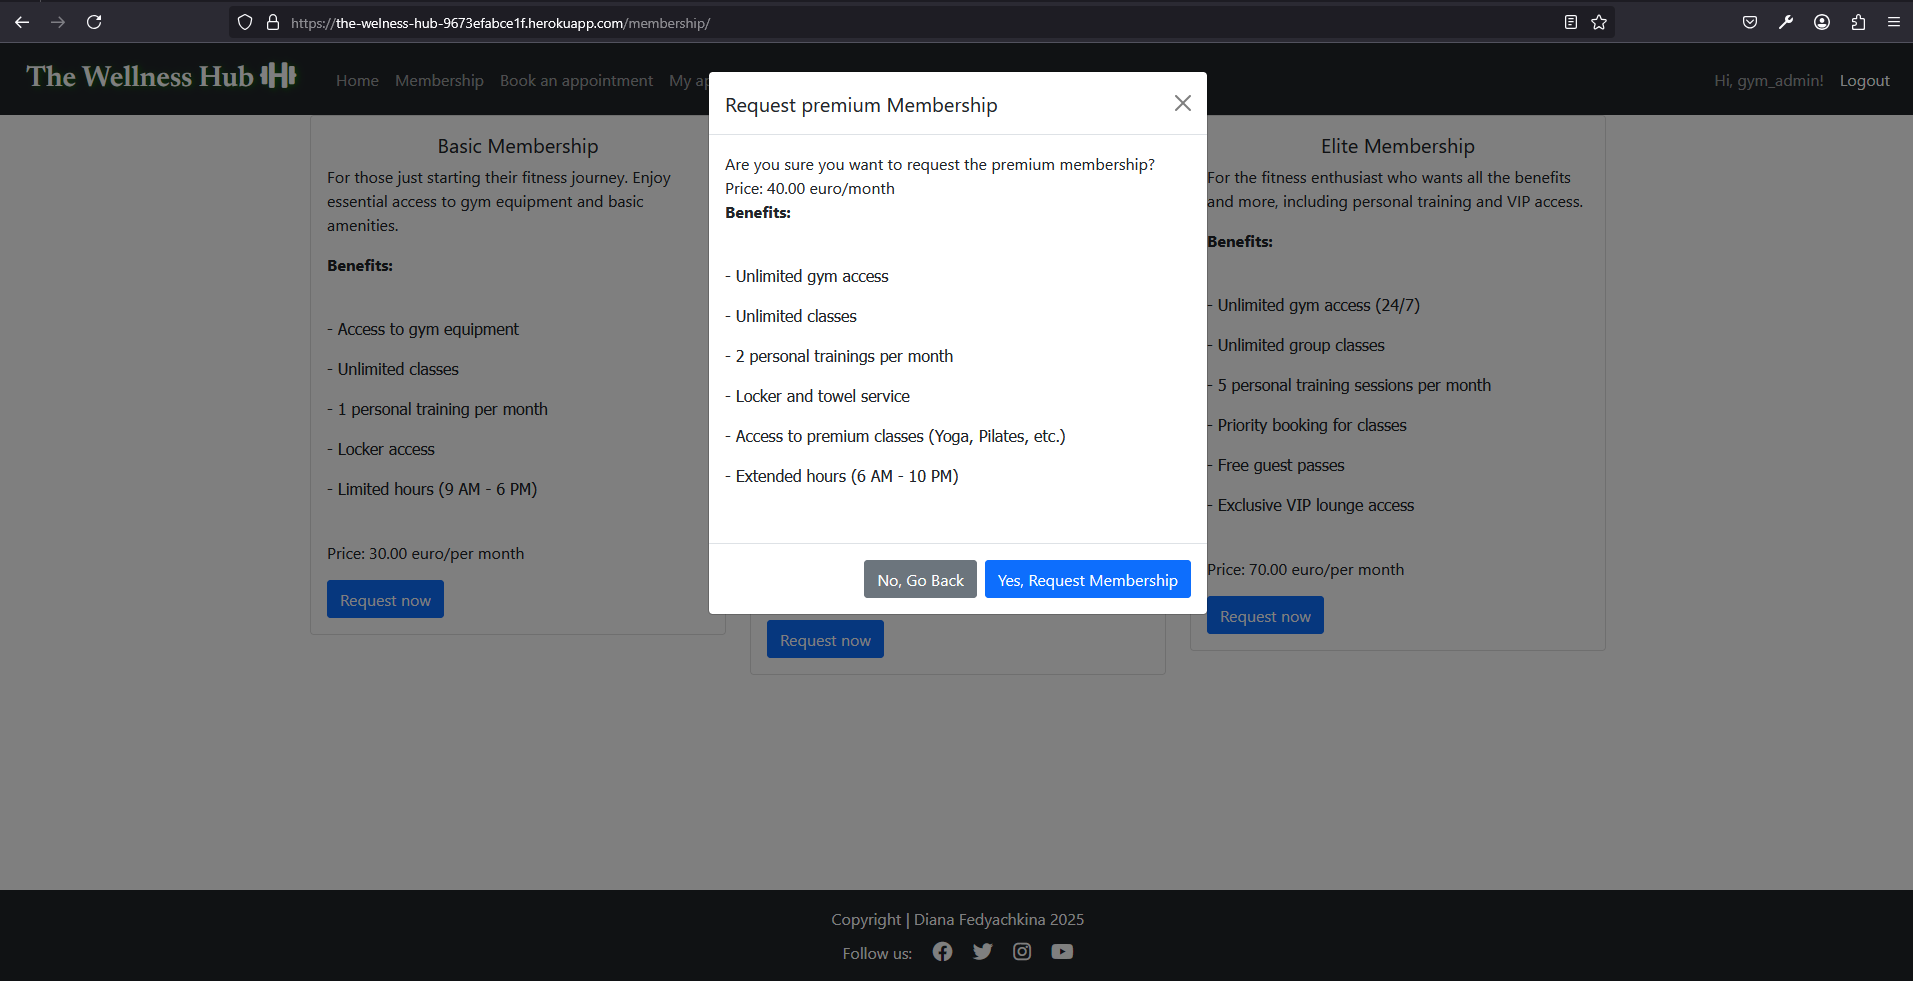 https://the-welness-hub-9673efabce1f.herokuapp.com/membership/
The Wellness Hub
Home
Membership
Book an appointment
My ap
Hi, gym_admin!
Logout
Request premium Membership
Are you sure you want to request the premium membership?
Price: 40.00 euro/month
Benefits:
- Unlimited gym access
- Unlimited classes
- 2 personal trainings per month
- Locker and towel service
- Access to premium classes (Yoga, Pilates, etc.)
- Extended hours (6 AM - 10 PM)
No, Go Back
Yes, Request Membership
Basic Membership
For those just starting their fitness journey. Enjoy
essential access to gym equipment and basic
amenities.
Benefits:
- Access to gym equipment
- Unlimited classes
- 1 personal training per month
- Locker access
- Limited hours (9 AM - 6 PM)
Price: 30.00 euro/per month
Request now
Request now
Elite Membership
For the fitness enthusiast who wants all the benefits
and more, including personal training and VIP access.
Benefits:
- Unlimited gym access (24/7)
- Unlimited group classes
- 5 personal training sessions per month
- Priority booking for classes
- Free guest passes
- Exclusive VIP lounge access
Price: 70.00 euro/per month
Request now
Copyright | Diana Fedyachkina 2025
Follow us: